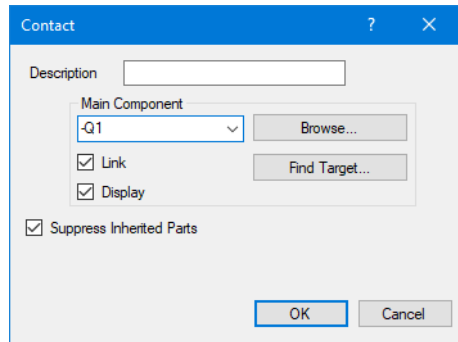 Contact ?
Description
Main Component
-Q1 Browse...
Link Find Target...
Display
Suppress Inherited Parts
OK Cancel